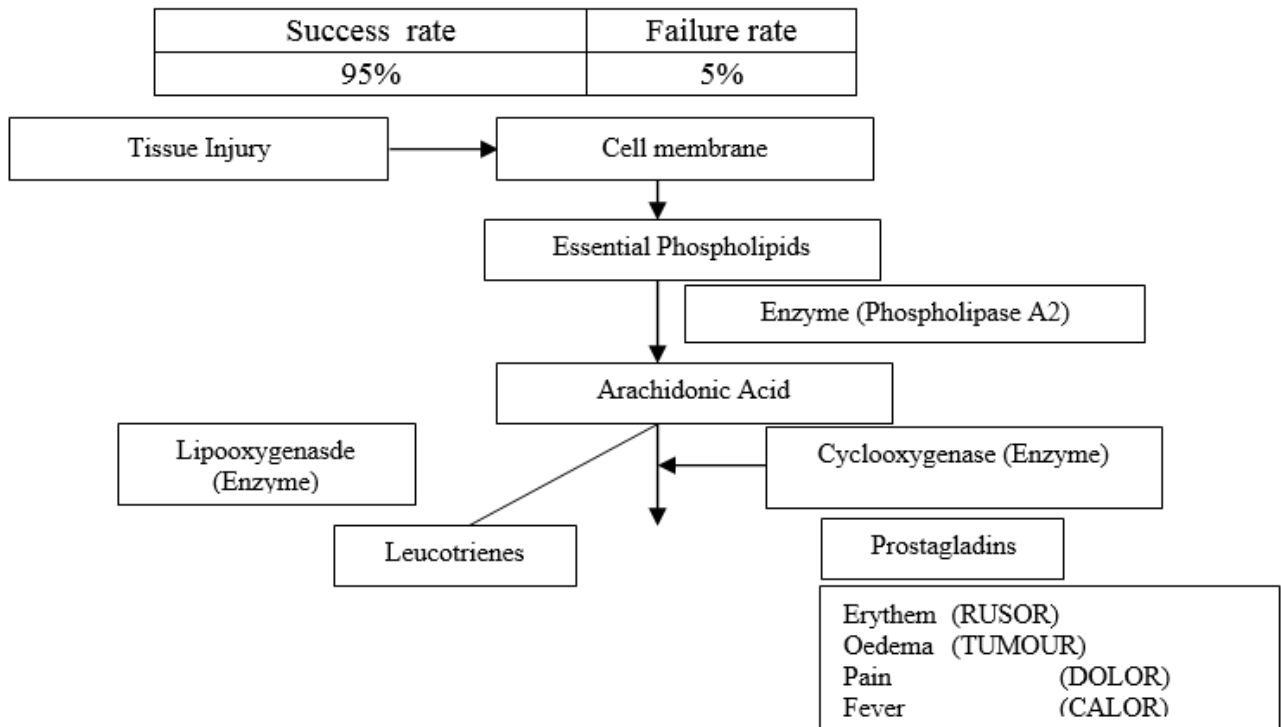 Success rate Failure rate
95% 5%
Tissue Injury
Cell membrane
Essential Phospholipids
Enzyme (Phospholipase A2)
Arachidonic Acid
Lipooxygenasde
(Enzyme)
Cyclooxygenase (Enzyme)
Leucotrienes
Prostagladins
Erythem (RUSOR)
Oedema (TUMOUR)
Pain (DOLOR)
Fever (CALOR)